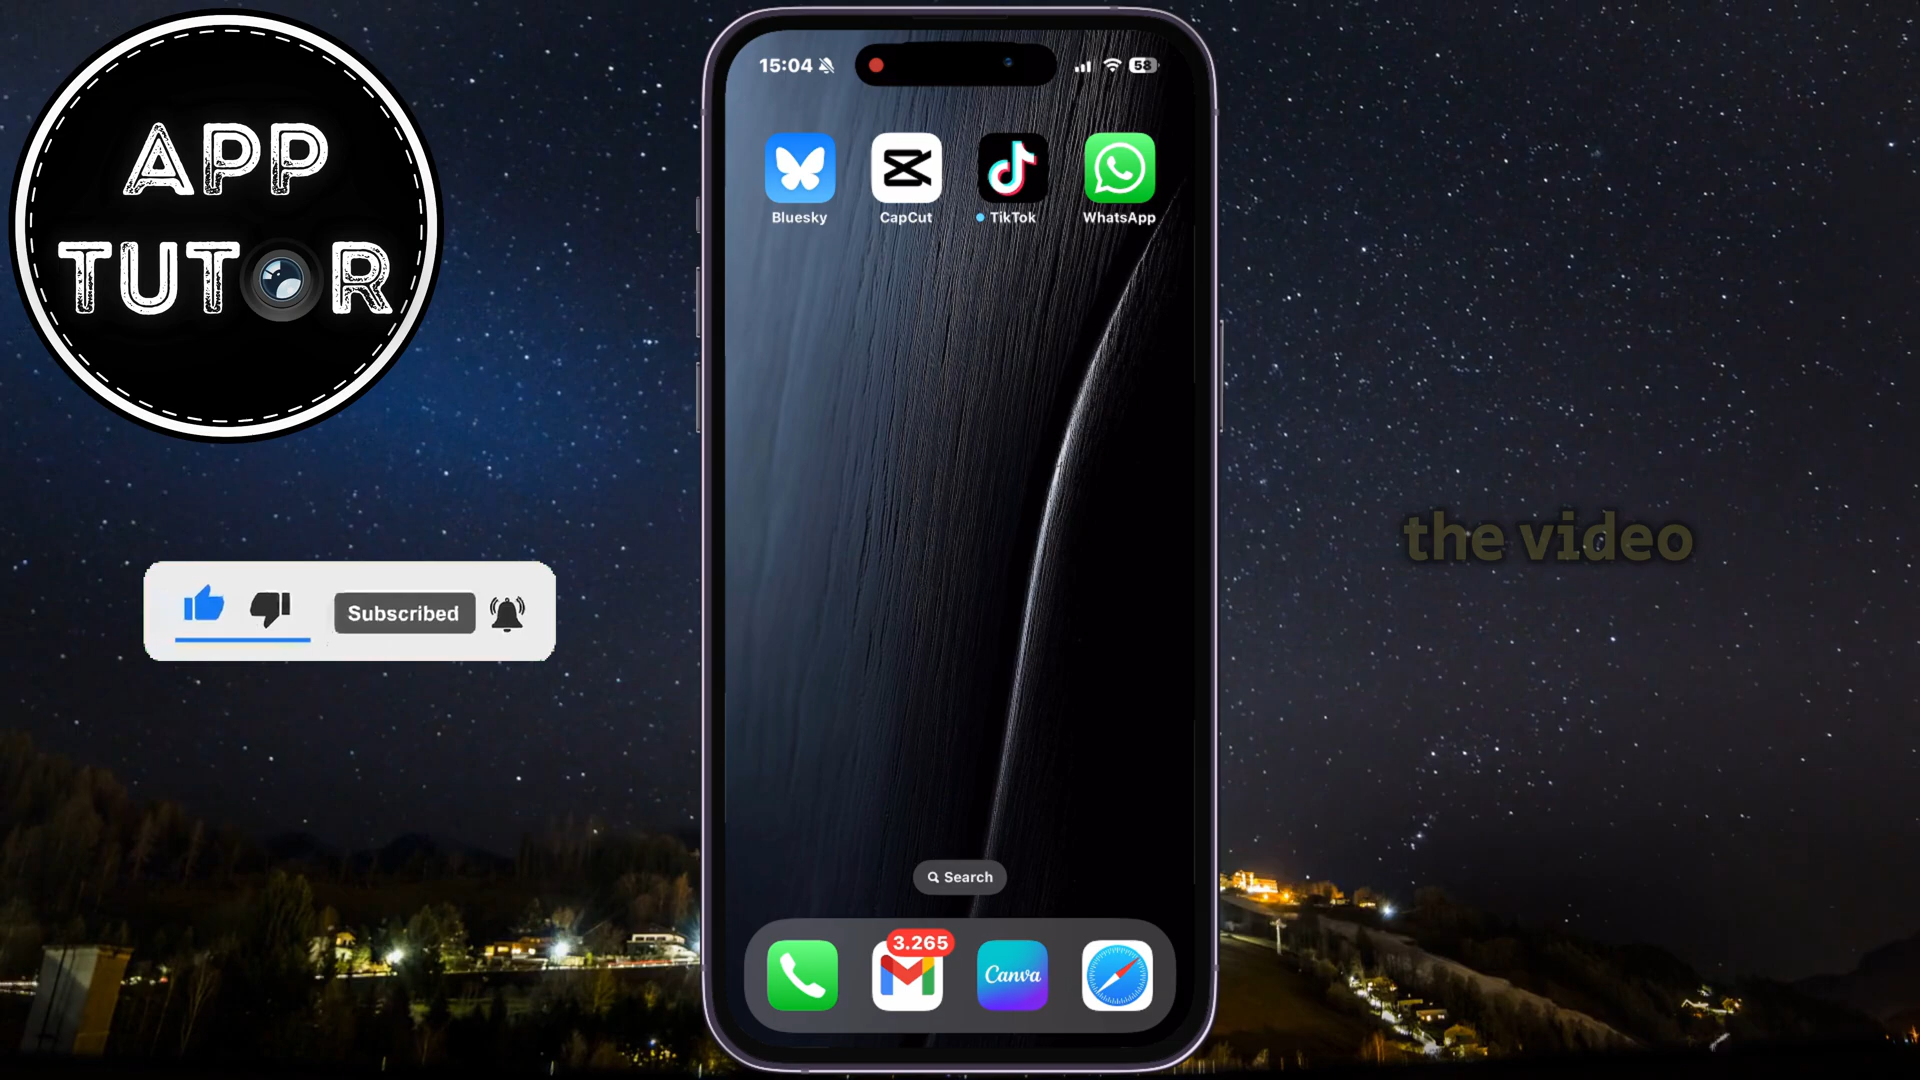 APP
TUTOR
15:04
58
Bluesky
CapCut
TikTok
WhatsApp
the video
Subscribed
Search
3.265
Canva